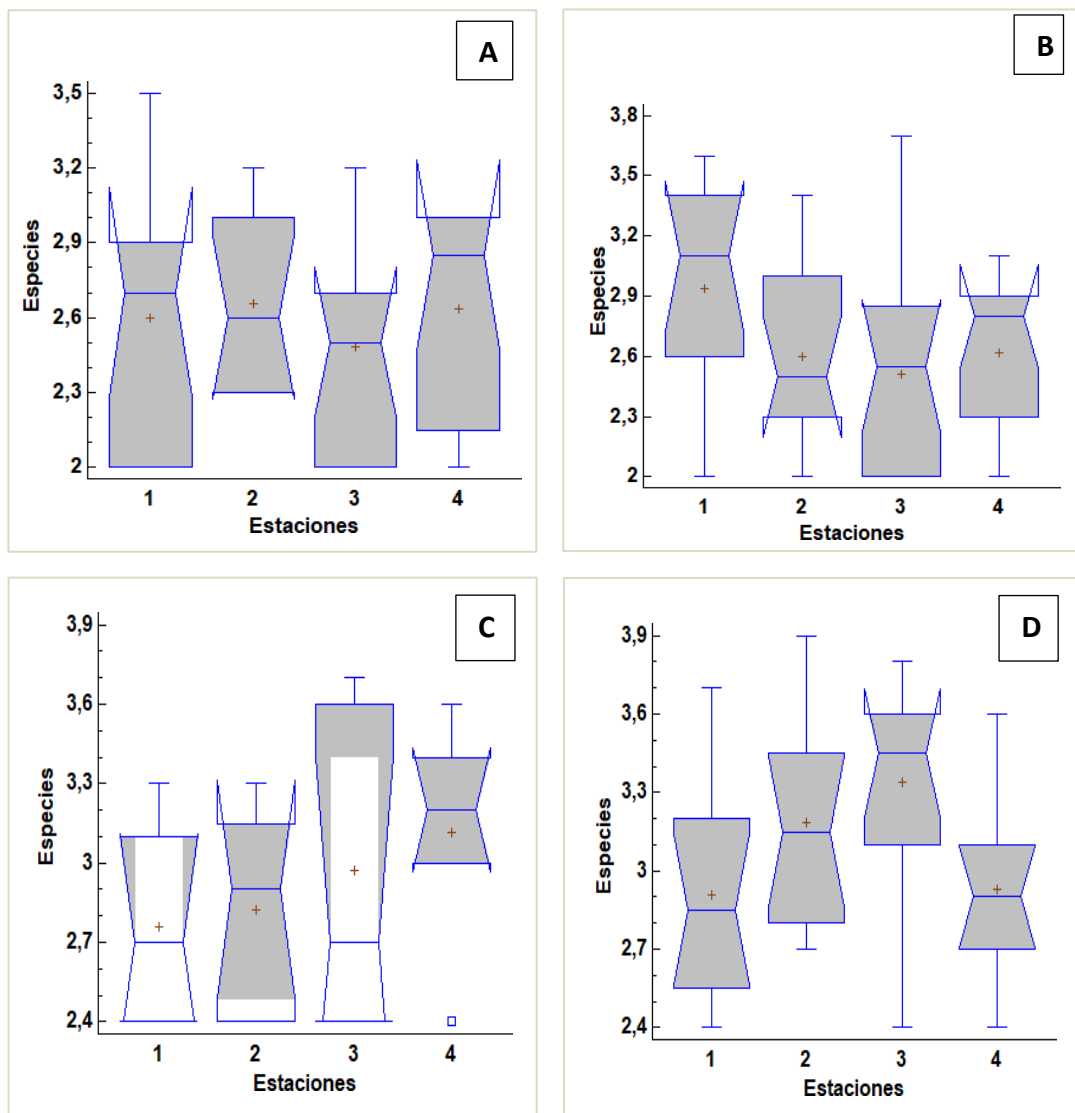 A
3,5
3,2
2,9
2,6
2,3
2
Especies
1 2 3 4
Estaciones
B
3,8
3,5
3,2
2,9
2,6
2,3
2
Especies
1 2 3 4
Estaciones
C
3,9
3,6
3,3
3
2,7
2,4
Especies
1 2 3 4
Estaciones
D
3,9
3,6
3,3
3
2,7
2,4
Especies
1 2 3 4
Estaciones